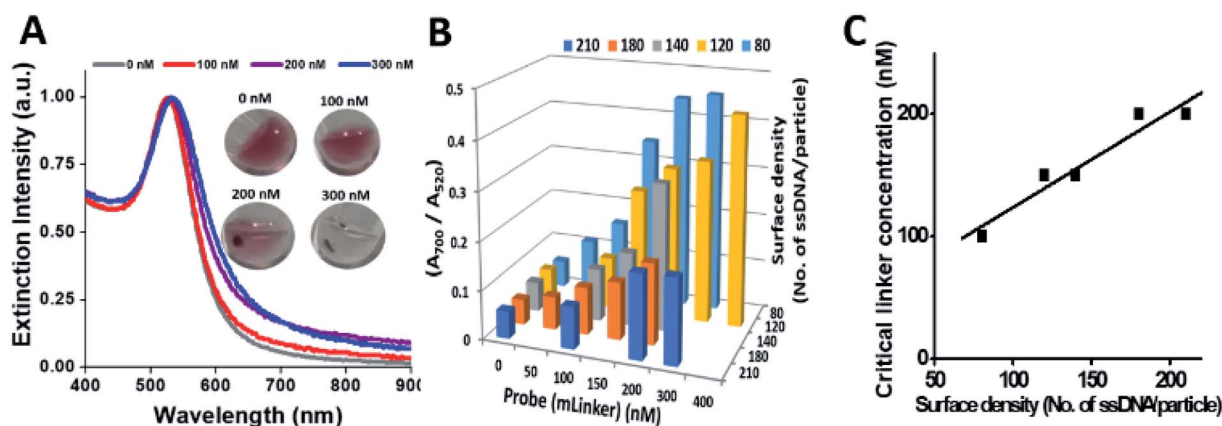 A
0 nM 100 nM 200 nM 300 nM
Extinction Intensity (a.u.)
1.00
0.75
0.50
0.25
0.00
0 nM 100 nM
200 nM 300 nM
400 500 600 700 800 900
Wavelength (nm)
B
210 180 140 120 80
(A700 / A520)
0.5
0.4
0.3
0.2
0.1
0
0 50 100 150 200 300 400
Probe (mLinker) (nM)
80
120
140
180
210
Surface density
(No. of ssDNA/particle)
C
Critical linker concentration (nM)
200
100
0
50 100 150 200
Surface density (No. of ssDNA/particle)